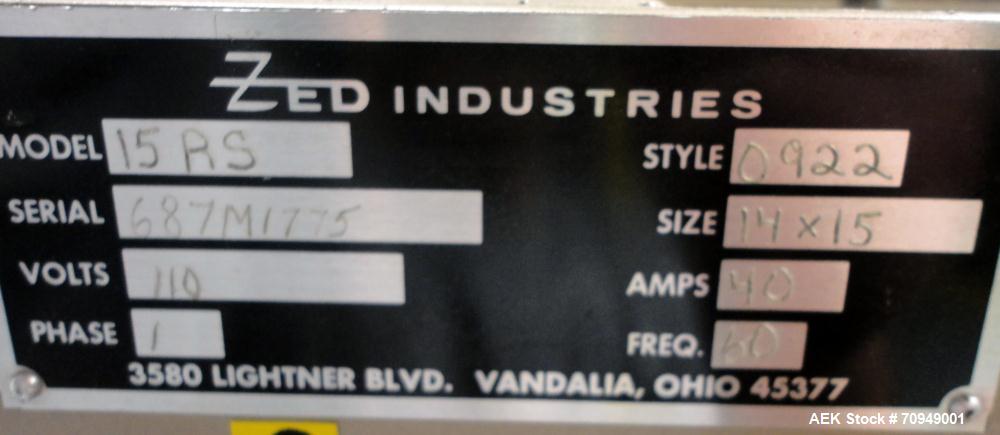 ZED INDUSTRIES
MODEL 15 RS STYLE 0922
SERIAL 687M1775 SIZE 14 x 15
VOLTS 110 AMPS 40
PHASE 1 FREQ. 60
3580 LIGHTNER BLVD. VANDALIA, OHIO 45377
AEK Stock # 70949001